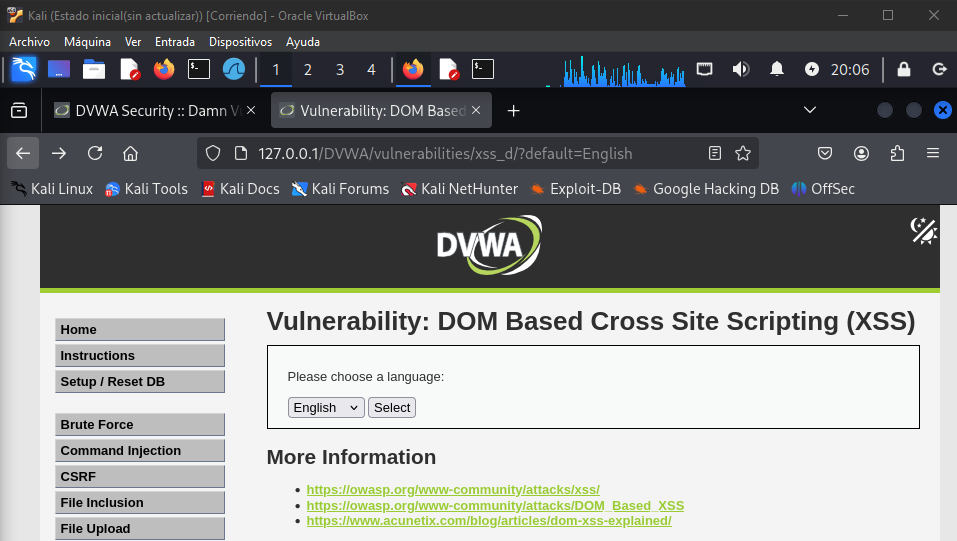 Kali (Estado inicial(sin actualizar)) [Corriendo] - Oracle VirtualBox
Archivo Máquina Ver Entrada Dispositivos Ayuda
1 2 3 4 20:06
DVWA Security :: Damn Vu Vulnerability: DOM Based
127.0.0.1/DVWA/vulnerabilities/xss_d/?default=English
Kali Linux Kali Tools Kali Docs Kali Forums Kali NetHunter Exploit-DB Google Hacking DB OffSec
DVWA
Vulnerability: DOM Based Cross Site Scripting (XSS)
Home
Instructions
Setup / Reset DB
Brute Force
Command Injection
CSRF
File Inclusion
File Upload
Please choose a language:
English Select
More Information
• https://owasp.org/www-community/attacks/xss/
• https://owasp.org/www-community/attacks/DOM_Based_XSS
• https://www.acunetix.com/blog/articles/dom-xss-explained/